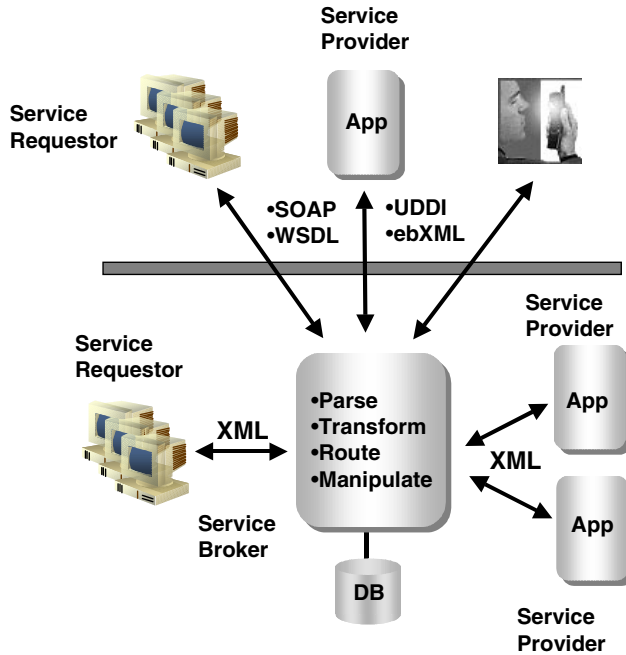 Service
Provider
Service
Requestor
App
•SOAP
•WSDL
•UDDI
•ebXML
Service
Provider
Service
Requestor
•Parse
•Transform
•Route
•Manipulate
App
XML
XML
App
Service
Broker
DB
Service
Provider